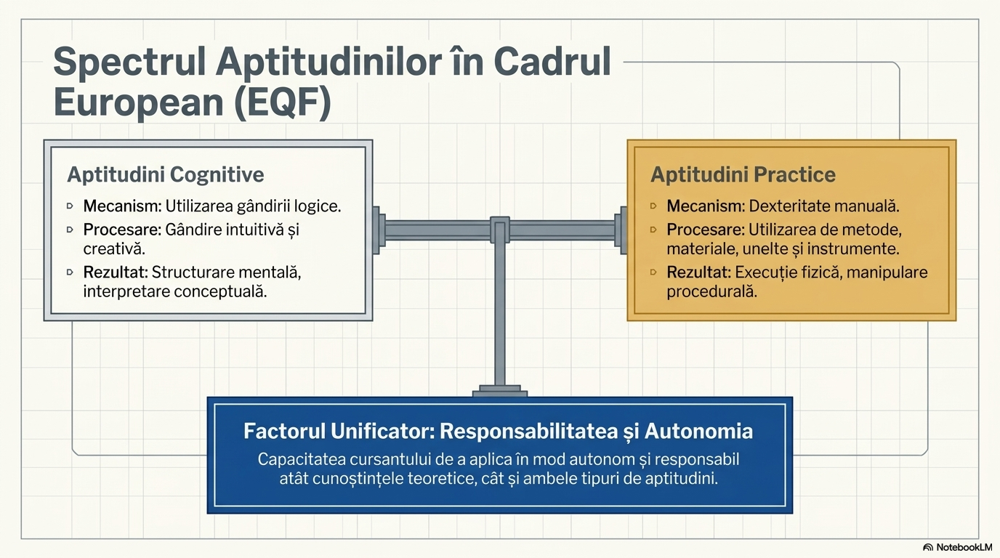 Spectrul Aptitudinilor în Cadrul
European (EQF)
Aptitudini Cognitive
Mecanism: Utilizarea gândirii logice.
Procesare: Gândire intuitivă și
creativă.
Rezultat: Structurare mentală,
interpretare conceptuală.
Aptitudini Practice
Mecanism: Dexteritate manuală.
Procesare: Utilizarea de metode,
materiale, unelte și instrumente.
Rezultat: Execuție fizică, manipulare
procedurală.
Factorul Unificator: Responsabilitatea și Autonomia
Capacitatea cursantului de a aplica în mod autonom și responsabil
atât cunoștințele teoretice, cât și ambele tipuri de aptitudini.
NotebookLM